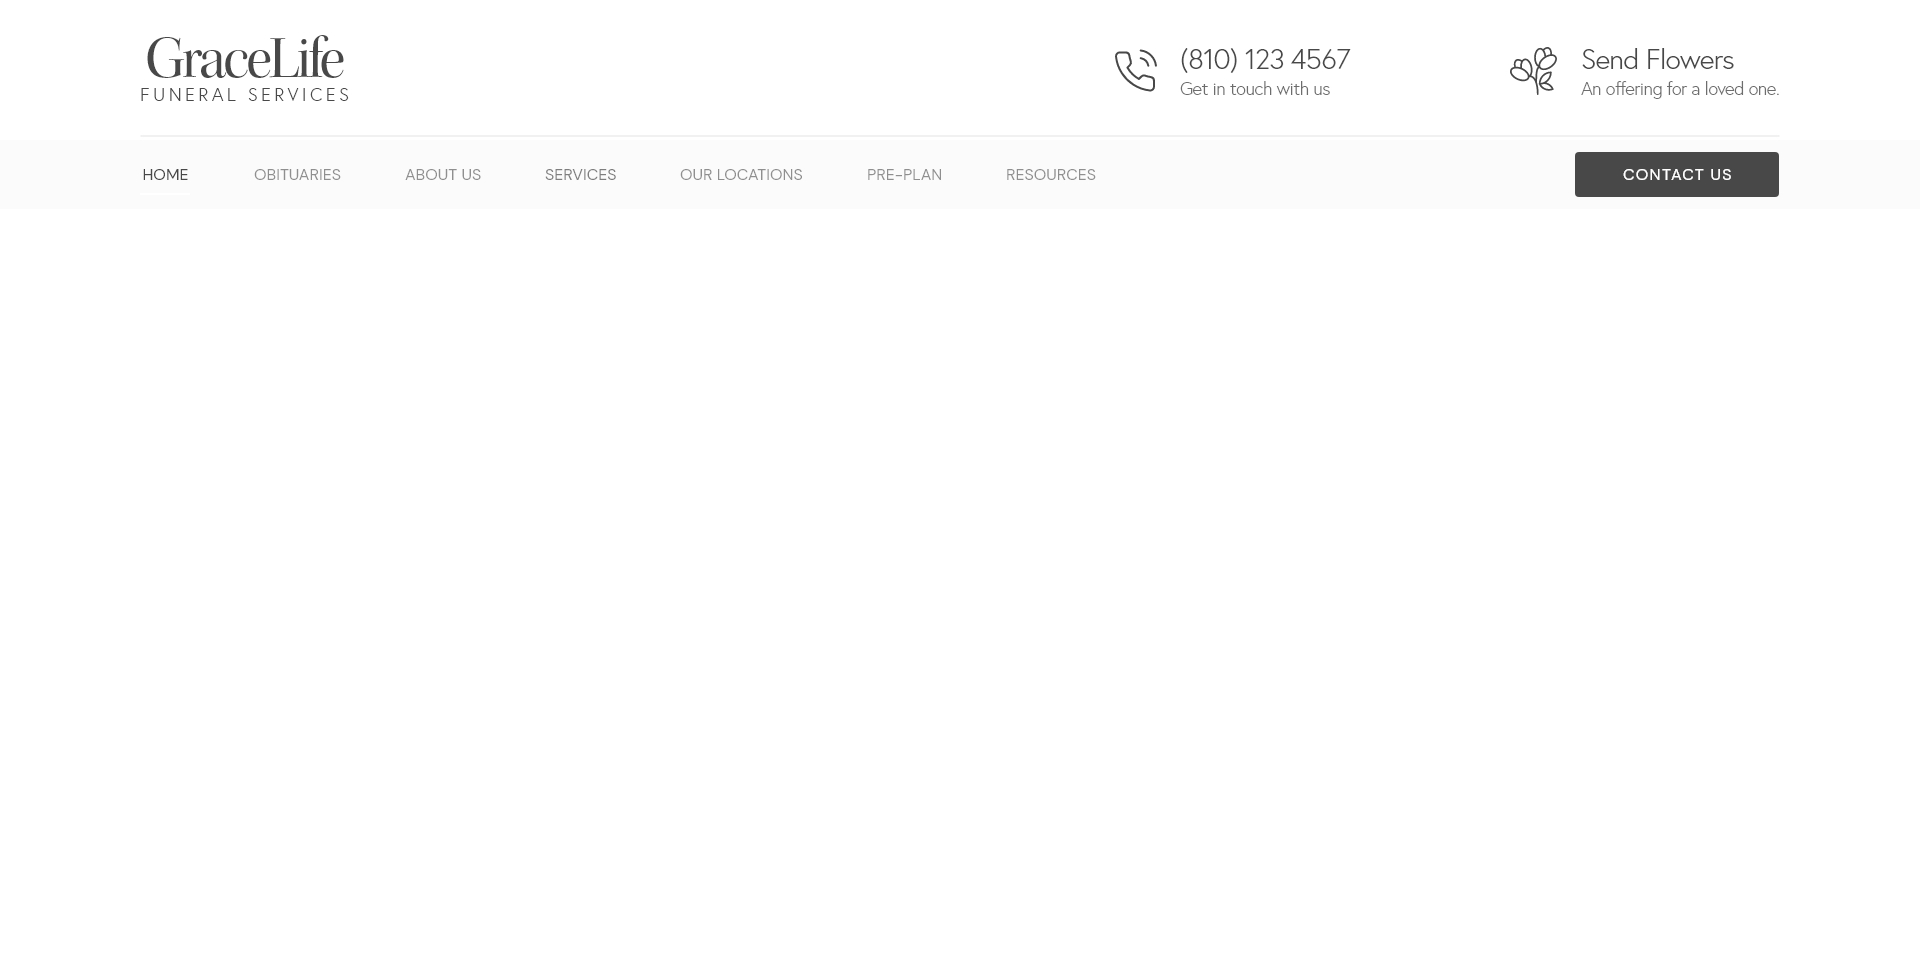 GraceLife
FUNERAL SERVICES
(810) 123 4567
Get in touch with us
Send Flowers
An offering for a loved one.
HOME
OBITUARIES
ABOUT US
SERVICES
OUR LOCATIONS
PRE-PLAN
RESOURCES
CONTACT US